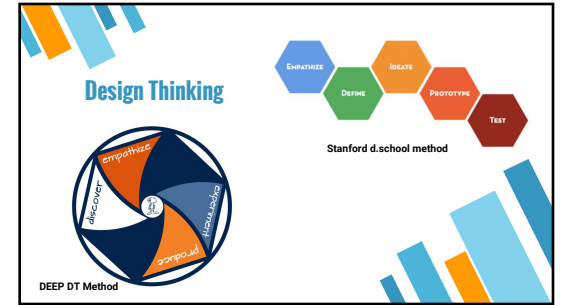 EMPATHIZE
IDEATE
DEFINE
PROTOTYPE
TEST
Design Thinking
Stanford d.school method
empathize
discover
experiment
produce
DEEP DT Method